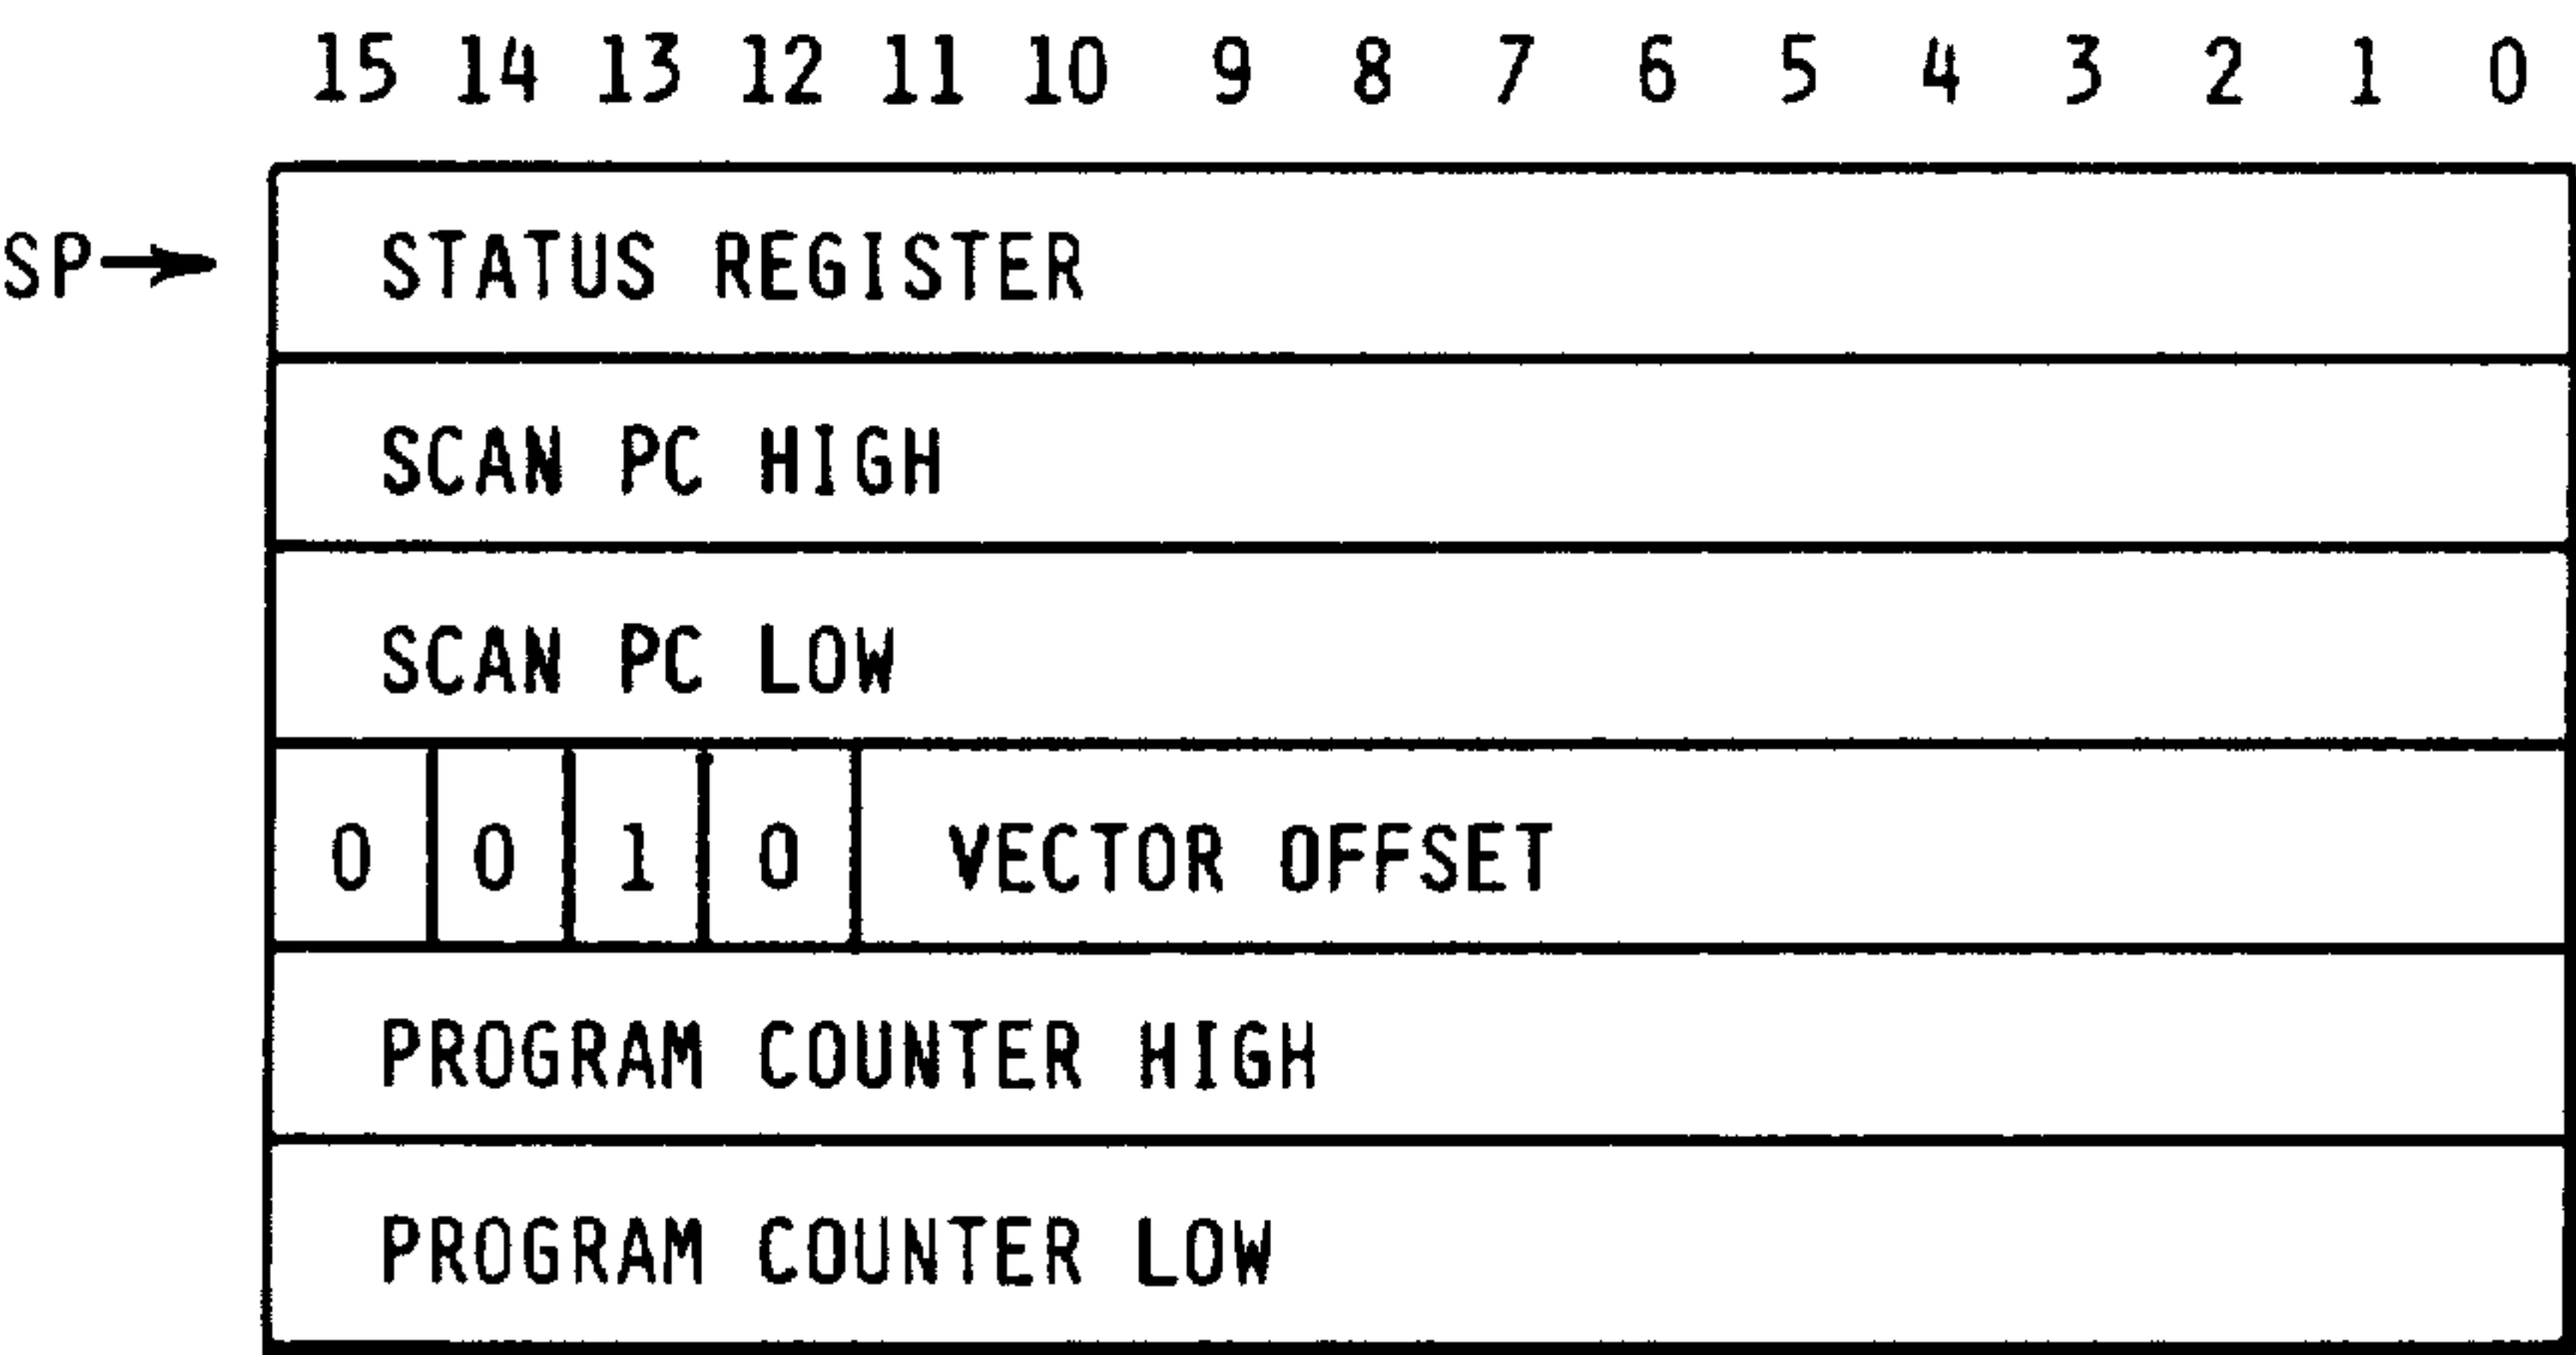 15 14 13 12 11 10 9 8 7 6 5 4 3 2 1 0
SP→ STATUS REGISTER
SCAN PC HIGH
SCAN PC LOW
0 0 1 0 VECTOR OFFSET
PROGRAM COUNTER HIGH
PROGRAM COUNTER LOW